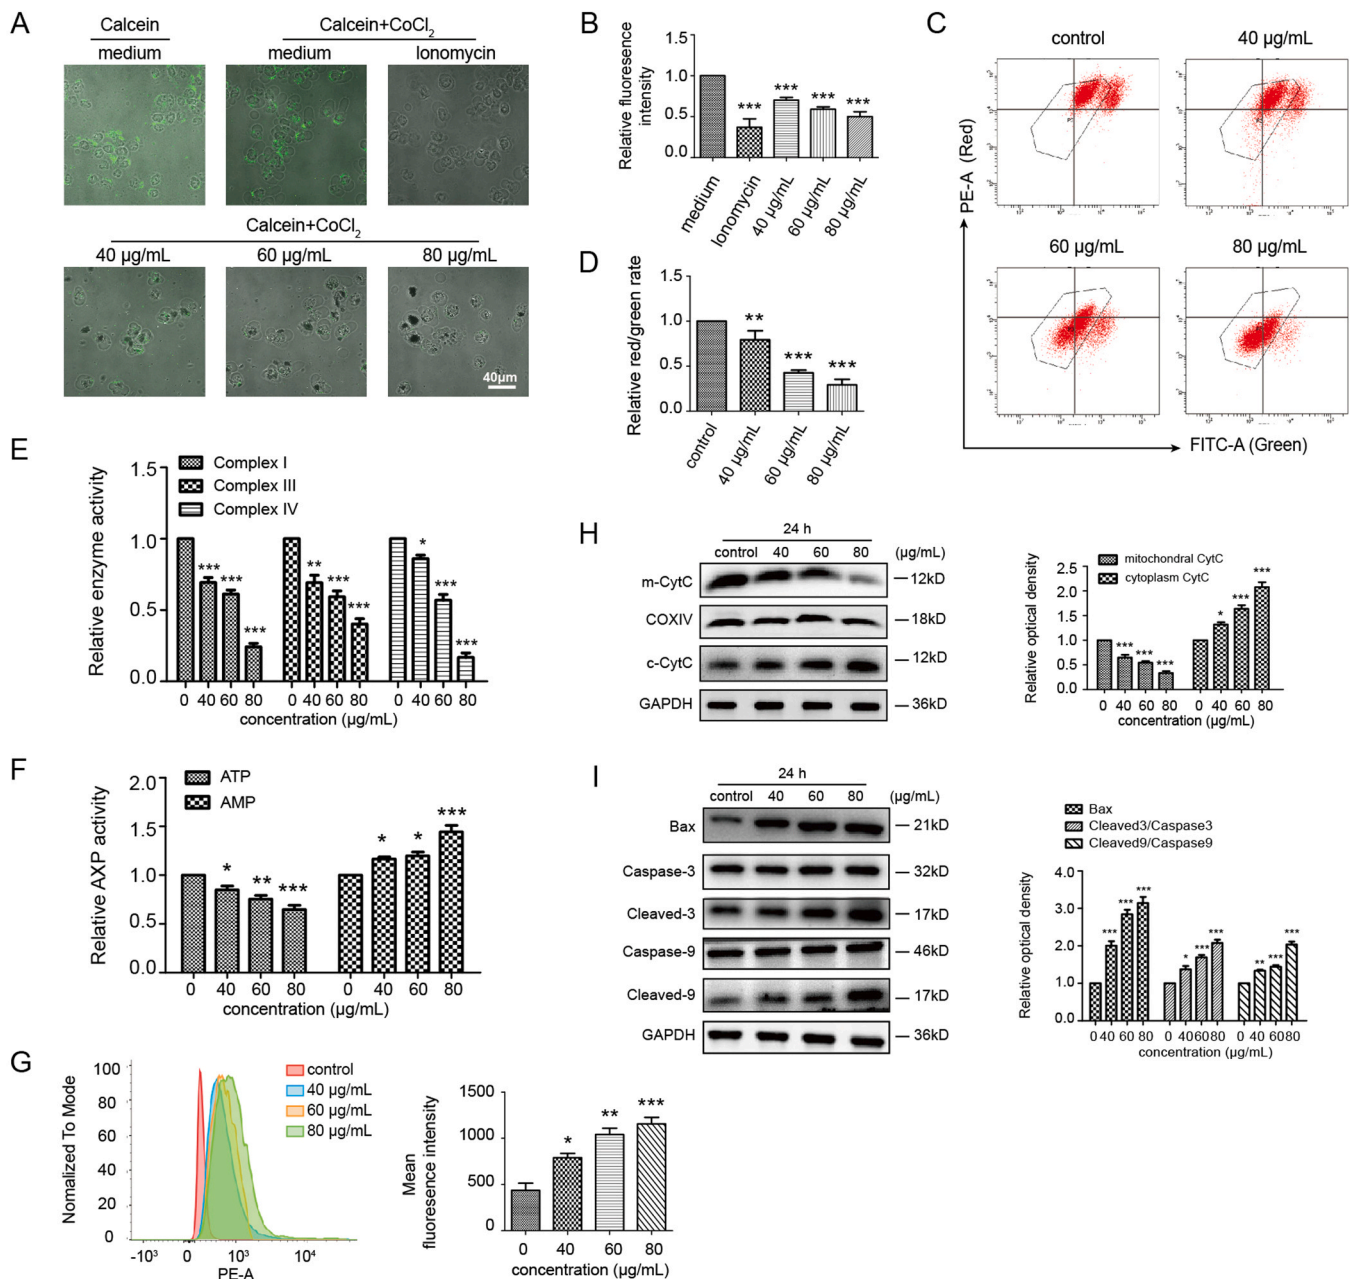 A
Calcein
Calcein+CoCl2
medium
medium
Ionomycin
Calcein+CoCl2
40 µg/mL
60 µg/mL
80 µg/mL
40µm
B
Relative fluoresence
intensity
1.5
1.0
0.5
0.0
***
***
***
***
medium
Ionomycin
40 µg/mL
60 µg/mL
80 µg/mL
C
control
40 µg/mL
60 µg/mL
80 µg/mL
PE-A (Red)
FITC-A (Green)
D
Relative red/green rate
1.5
1.0
0.5
0.0
**
***
***
control
40 µg/mL
60 µg/mL
80 µg/mL
E
Relative enzyme activity
Complex I
Complex III
Complex IV
1.5
1.0
0.5
0.0
*** *** ***
** *** ***
* *** ***
0 40 60 80 0 40 60 80 0 40 60 80
concentration (µg/mL)
F
Relative AXP activity
ATP
AMP
2.0
1.5
1.0
0.5
0.0
* ** ***
* * ***
0 40 60 80 0 40 60 80
concentration (µg/mL)
G
Nomalized To Mode
100
80
60
40
20
0
-10³ 0 10³ 10⁴
PE-A
control
40 µg/mL
60 µg/mL
80 µg/mL
Mean
fluoresence intensity
1500
1000
500
0
* ** ***
0 40 60 80
concentration (µg/mL)
H
24 h
control 40 60 80 (µg/mL)
m-CytC 12kD
COXIV 18kD
c-CytC 12kD
GAPDH 36kD
mitochondral CytC
cytoplasm CytC
Relative optical density
2.5
2.0
1.5
1.0
0.5
0.0
*** *** ***
* *** ***
0 40 60 80 0 40 60 80
concentration (µg/mL)
I
24 h
control 40 60 80 (µg/mL)
Bax 21kD
Caspase-3 32kD
Cleaved-3 17kD
Caspase-9 46kD
Cleaved-9 17kD
GAPDH 36kD
Bax
Cleaved3/Caspase3
Cleaved9/Caspase9
Relative optical density
4.0
3.0
2.0
1.0
0.0
*** *** ***
* *** ***
** *** ***
0 40 60 80 0 40 60 80 0 40 60 80
concentration (µg/mL)